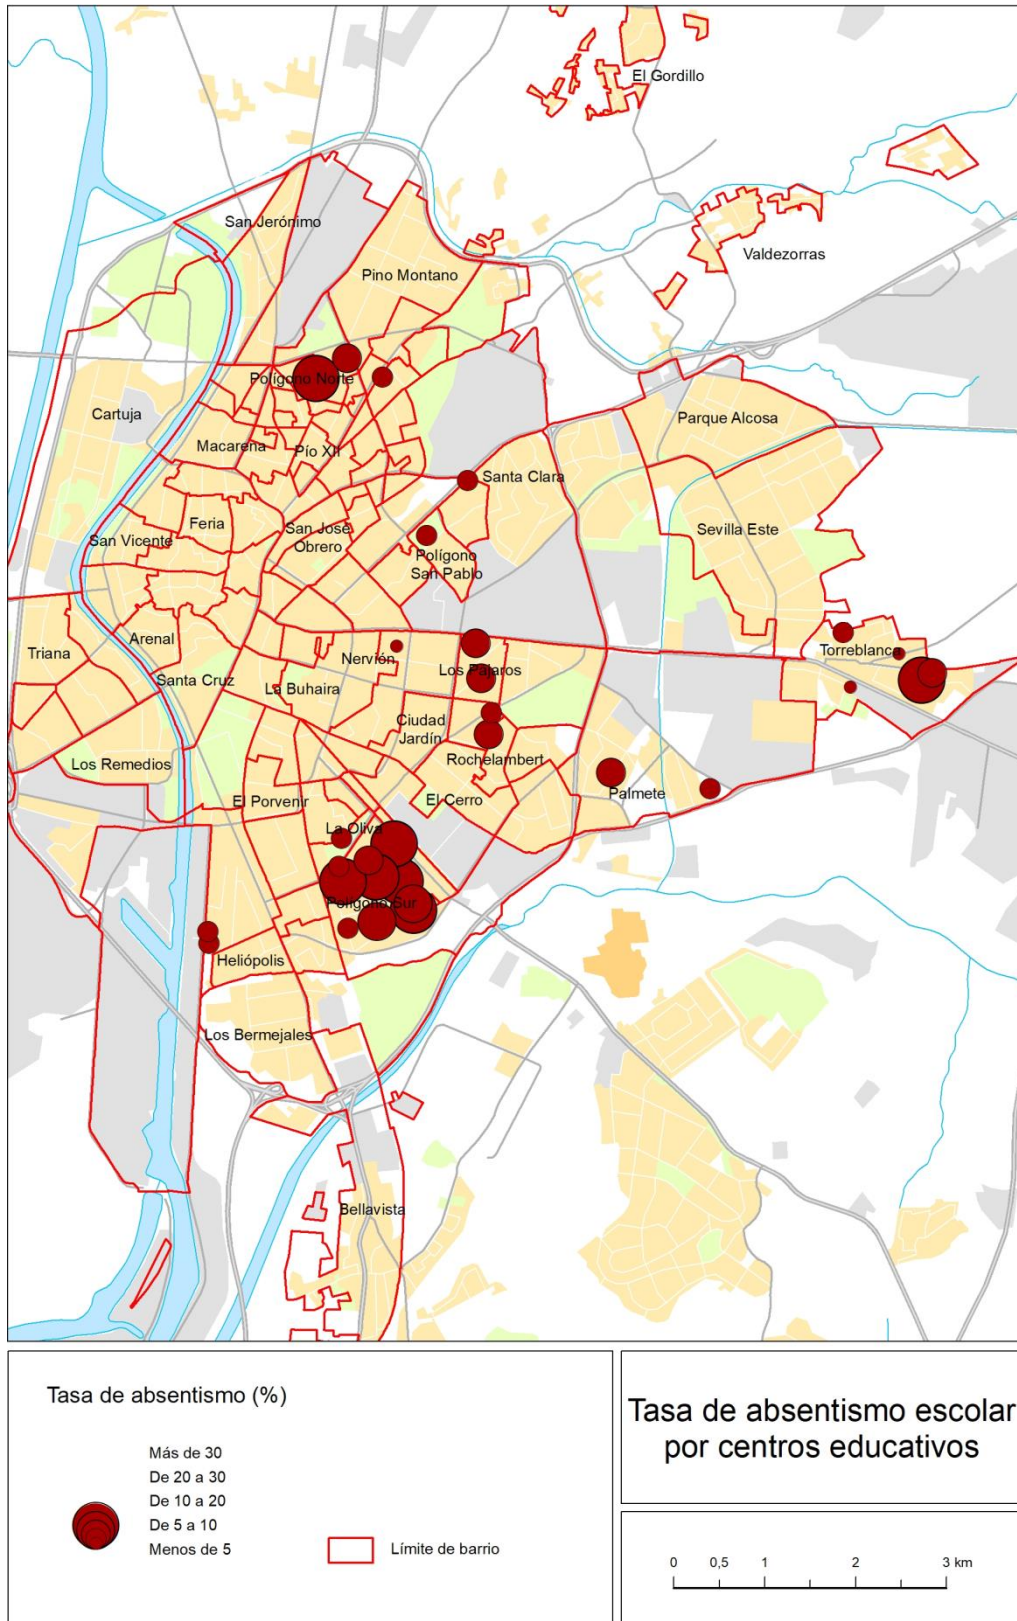 El Gordillo
San Jerónimo
Valdezorras
Pino Montano
Polígono Norte
Cartuja
Parque Alcosa
Macarena
Pío XII
Santa Clara
Feria
San José
Obrero
Sevilla Este
San Vicente
Polígono
San Pablo
Arenal
Triana
Nervión
Torreblanca
Los Pajaros
Santa Cruz
La Buhaira
Ciudad
Jardín
Los Remedios
Rochelambert
El Porvenir
El Cerro
Palmete
La Oliva
Polígono Sur
Heliópolis
Los Bermejales
Bellavista
Tasa de absentismo (%)
Más de 30
De 20 a 30
De 10 a 20
De 5 a 10
Menos de 5
Límite de barrio
Tasa de absentismo escolar
por centros educativos
0 0,5 1 2 3 km